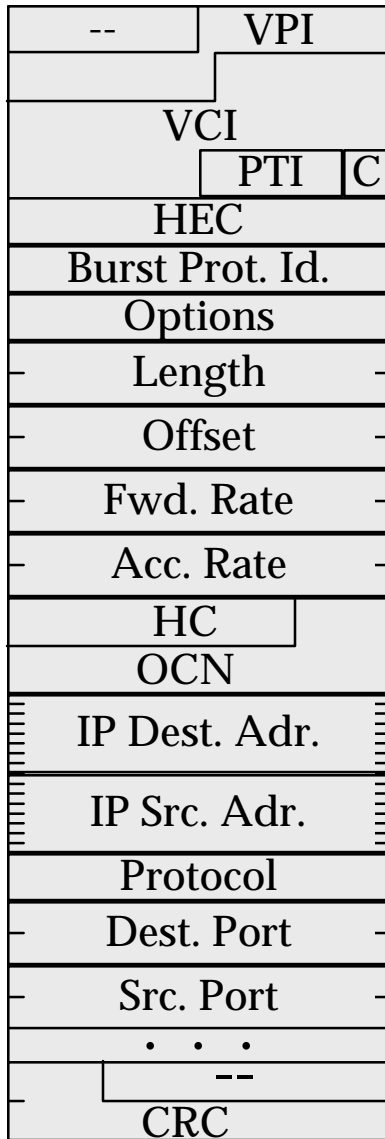 -- VPI
VCI
PTI C
HEC
Burst Prot. Id.
Options
Length
Offset
Fwd. Rate
Acc. Rate
HC
OCN
IP Dest. Adr.
IP Src. Adr.
Protocol
Dest. Port
Src. Port
. . .
--
CRC